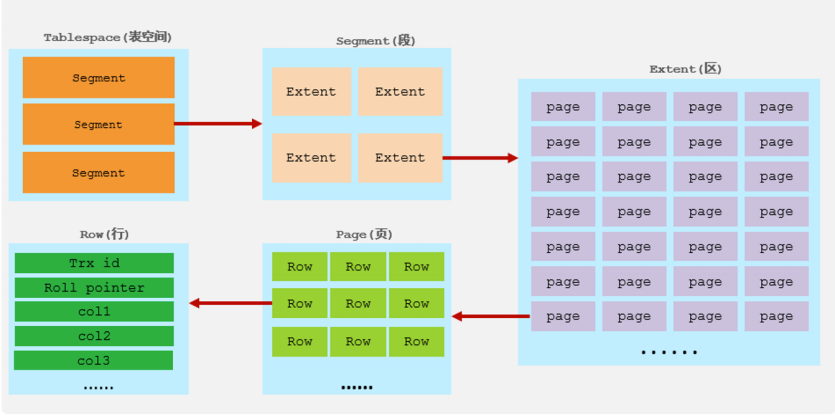 Tablespace(表空间)
Segment
Segment
Segment
Segment(段)
Extent Extent
Extent Extent
Extent(区)
page page page page
page page page page
page page page page
page page page page
page page page page
page page page page
page page page page
......
Row(行)
Trx id
Roll pointer
col1
col2
col3
......
Page(页)
Row Row Row
Row Row Row
Row Row Row
......